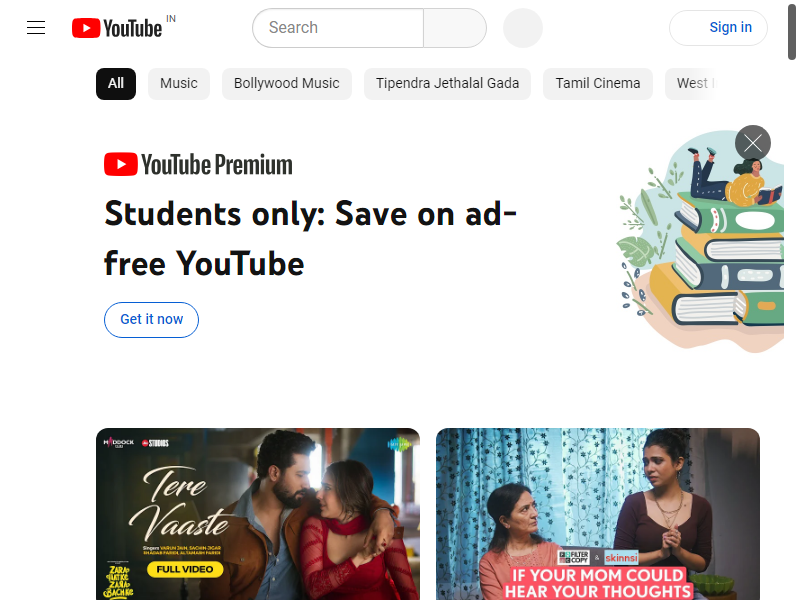 YouTube IN
Search
Sign in
All
Music
Bollywood Music
Tipendra Jethalal Gada
Tamil Cinema
West
YouTube Premium
Students only: Save on ad-
free YouTube
Get it now
MADDOCK
STUDIOS
Tere
Vaaste
Singers VARUN JAIN, SACHIN-JIGAR
SHADAB FARIDI, ALTAMASH FARIDI
FULL VIDEO
ZARA
HATKE
ZARA
BACHKE
FILTER
COPY
& skinnsi
IF YOUR MOM COULD
HEAR YOUR THOUGHTS